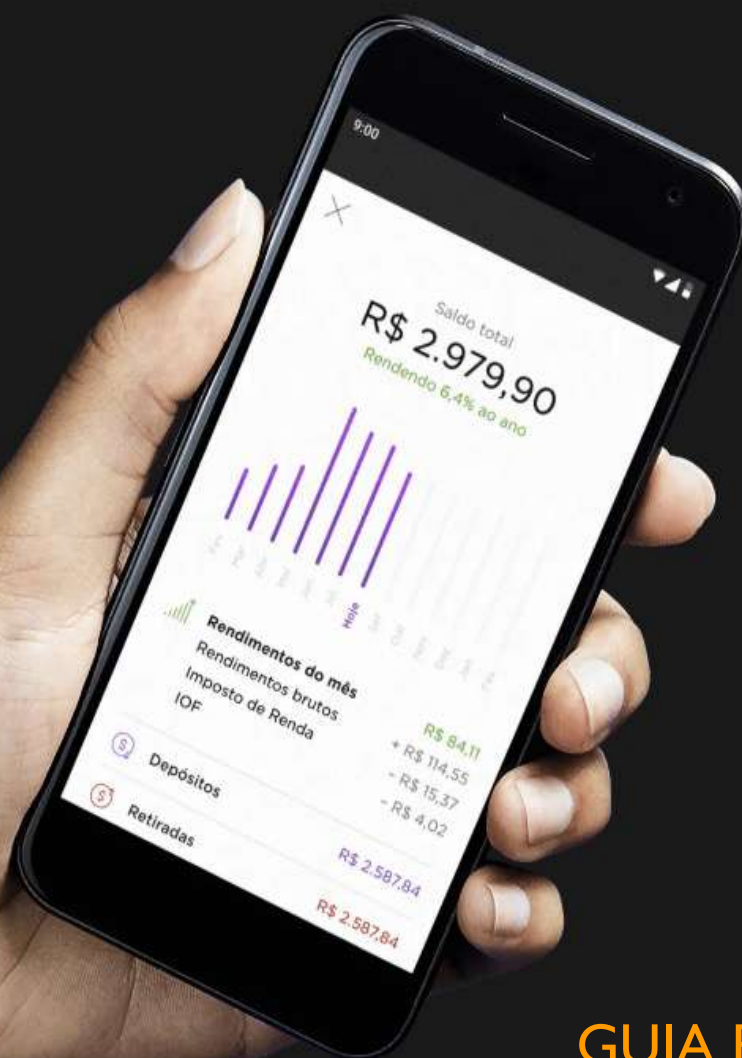 9:00
Saldo total
R$ 2.979,90
Rendendo 6,4% ao ano
Hoje
Rendimentos do mês R$ 84,11
Rendimentos brutos + R$ 114,55
Imposto de Renda - R$ 15,37
IOF - R$ 4,02
Depósitos R$ 2.587,84
Retiradas R$ 2.587,84